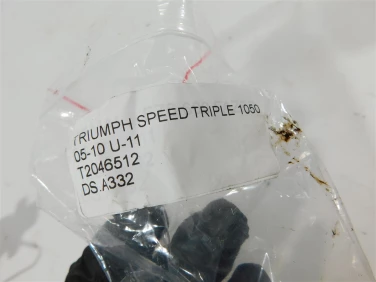 TRIUMPH SPEED TRIPLE 1050
05-10 U-11
T2046512
DS.A332